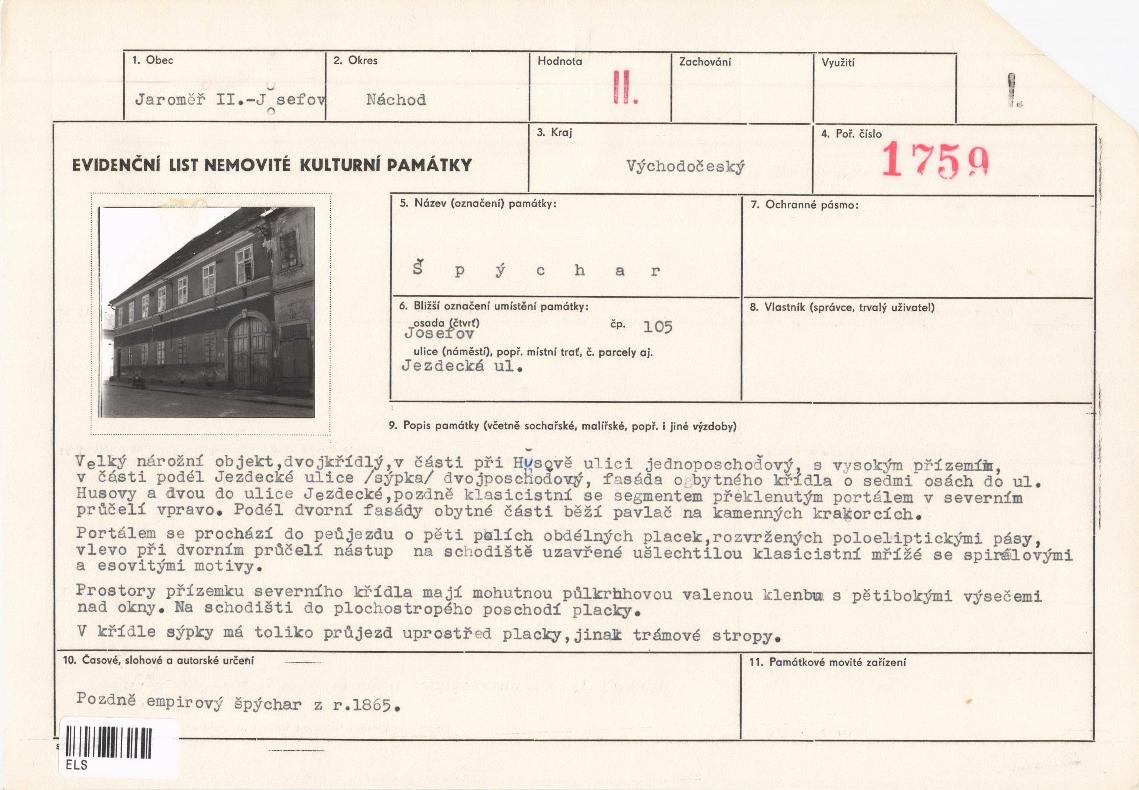 1. Obec
Jaroměř II.-Josefov
2. Okres
Náchod
Hodnota
II.
Zachování
Využití
I.
EVIDENČNÍ LIST NEMOVITÉ KULTURNÍ PAMÁTKY
3. Kraj
Východočeský
4. Poř. číslo
1759
5. Název (označení) památky:
Š p ý c h a r
7. Ochranné pásmo:
6. Bližší označení umístění památky:
osada (čtvrť)
Josefov
čp. 105
ulice (náměstí), popř. místní trať, č. parcely aj.
Jezdecká ul.
8. Vlastník (správce, trvalý uživatel)
9. Popis památky (včetně sochařské, malířské, popř. i jiné výzdoby)
Velký nárožní objekt,dvojkřídlý,v části při Husově ulici jednoposchoďový, s vysokým přízemím,
v části podél Jezdecké ulice /sýpka/ dvojposchoďový, fasáda ogbytného křídla o sedmi osách do ul.
Husovy a dvou do ulice Jezdecké,pozdně klasicistní se segmentem překlenutým portálem v severním
průčelí vpravo. Podél dvorní fasády obytné části běží pavlač na kamenných krakorcích.
Portálem se prochází do peůjezdu o pěti polích obdélných placek,rozvržených poloeliptickými pásy,
vlevo při dvorním průčelí nástup na schodiště uzavřené ušlechtilou klasicistní mříží se spirálovými
a esovitými motivy.
Prostory přízemku severního křídla mají mohutnou půlkruhovou valenou klenbu s pětibokými výsečemi
nad okny. Na schodišti do plochostropého poschodí placky.
V křídle sýpky má toliko průjezd uprostřed placky,jinak trámové stropy.
10. Časové, slohové a autorské určení
Pozdně empirový špýchar z r.1865.
11. Památkové movité zařízení
ELS